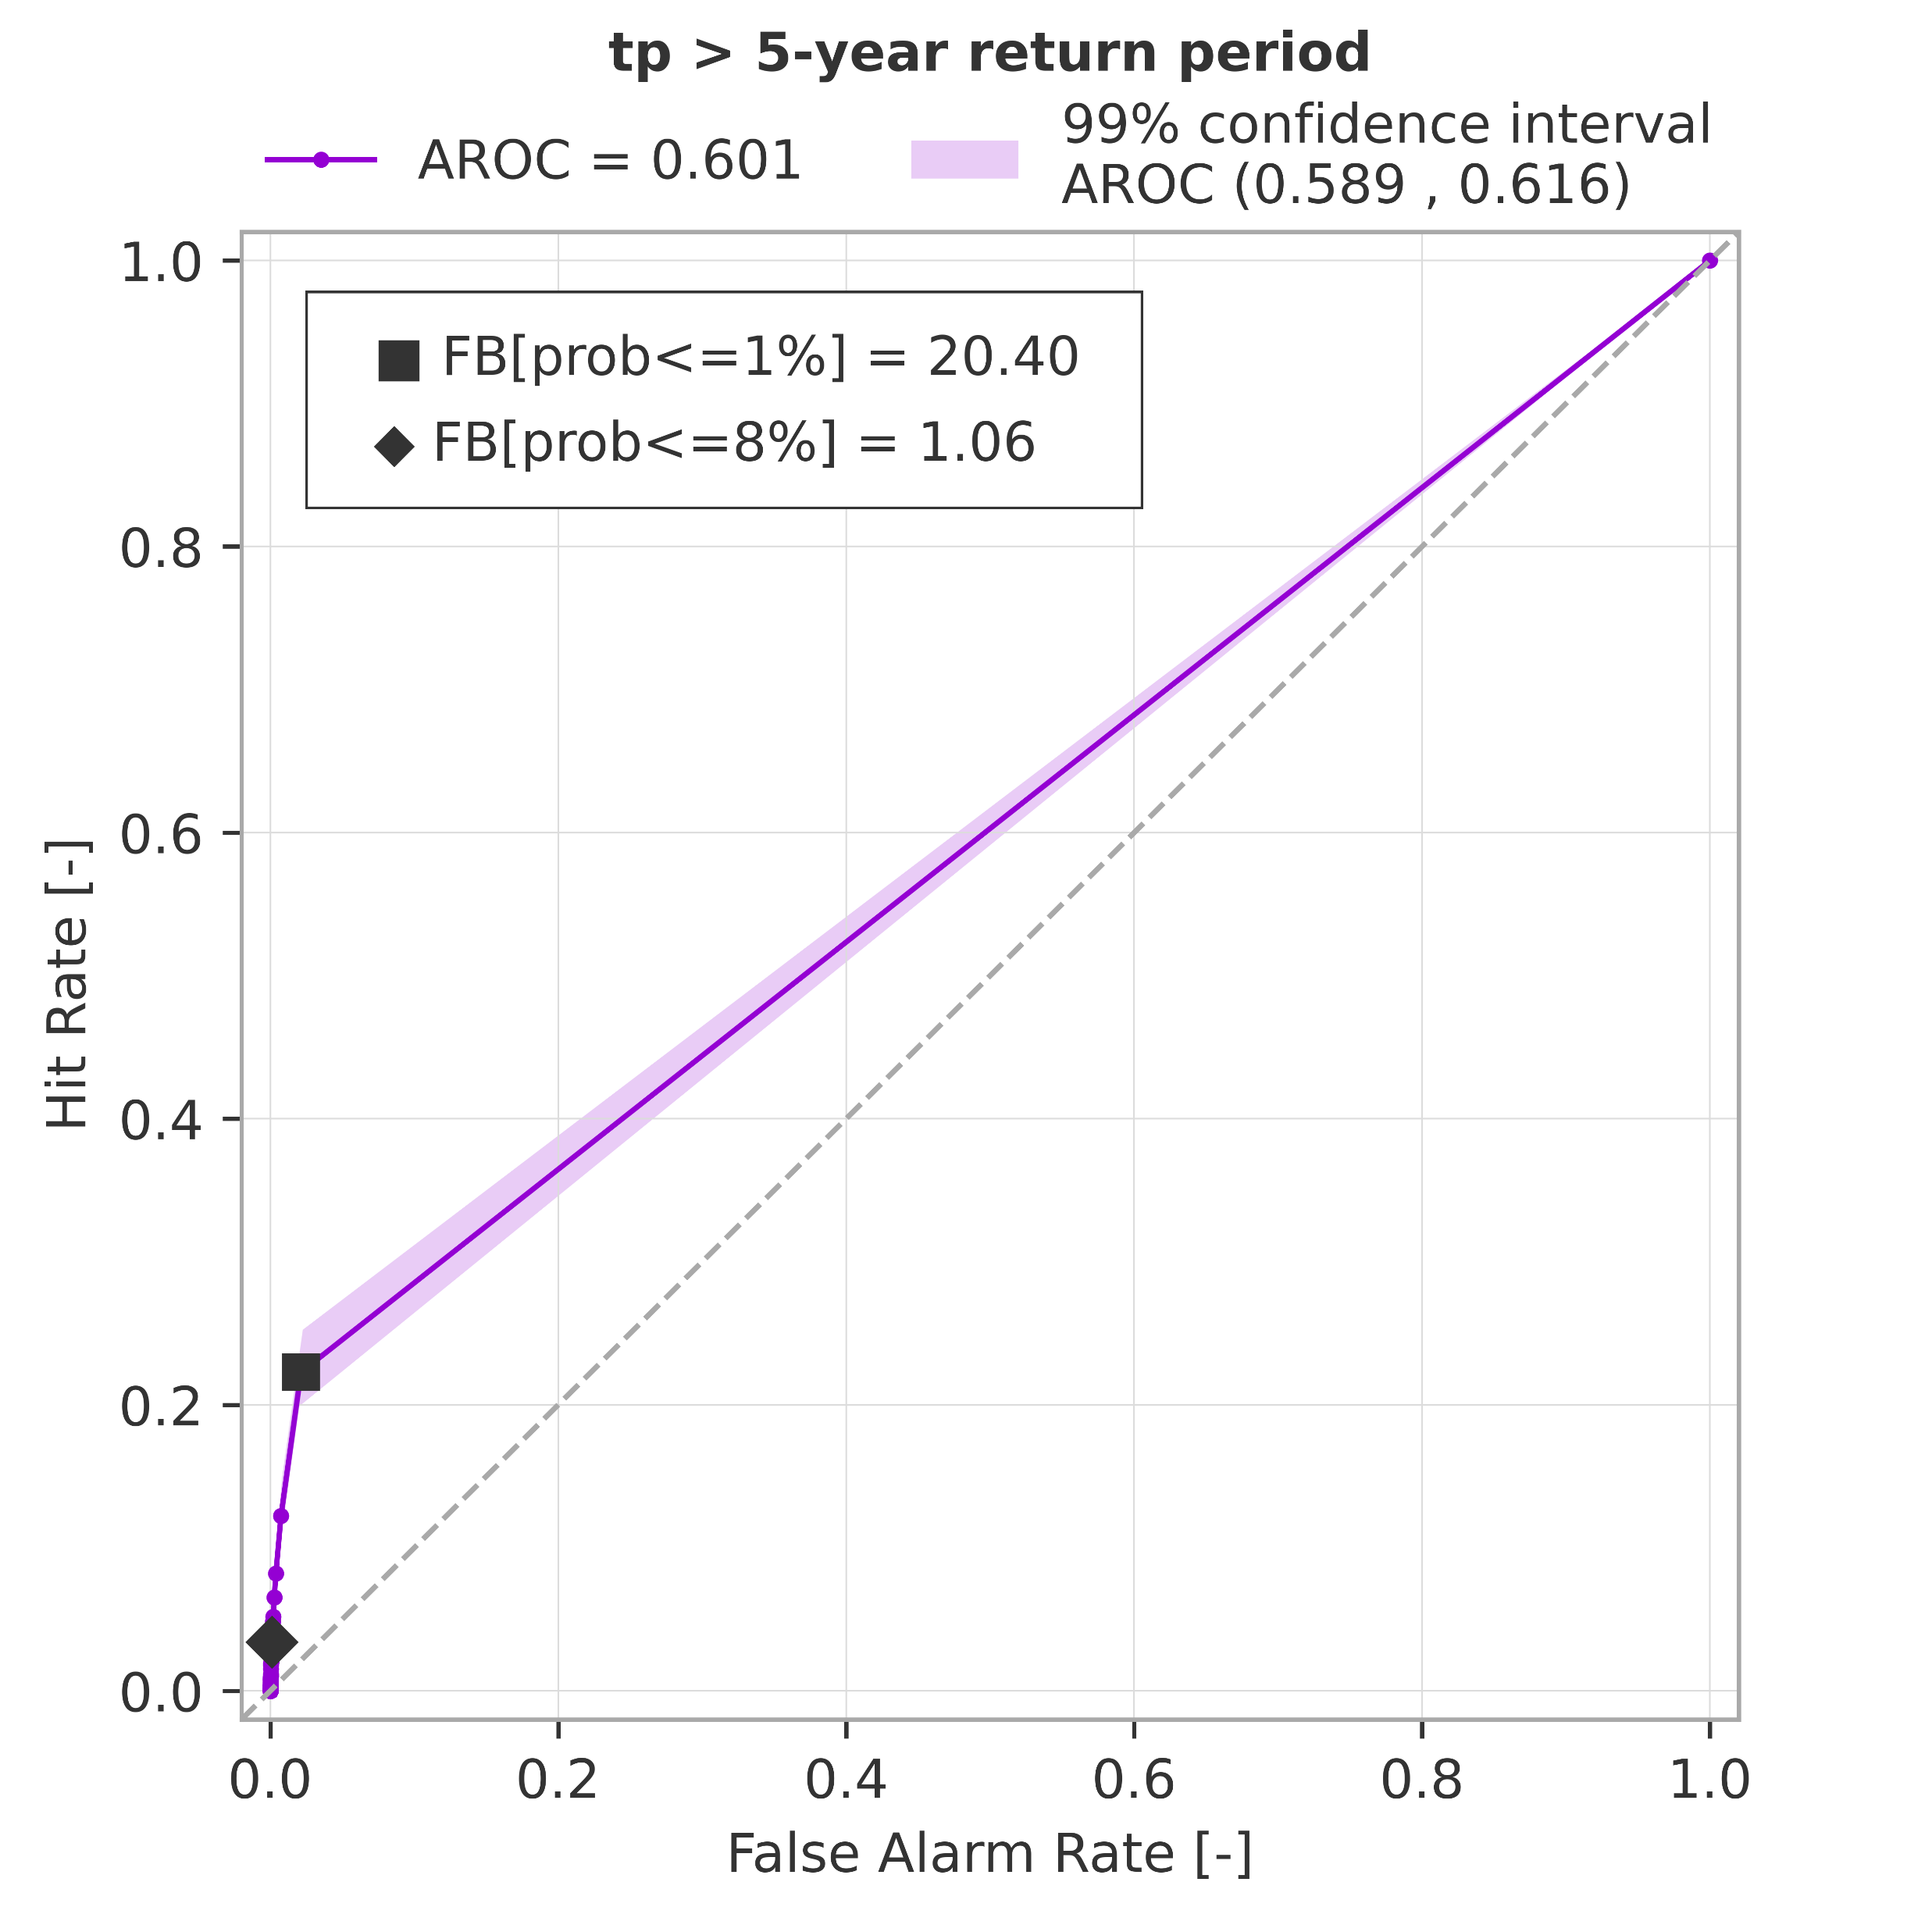 tp > 5-year return period
AROC = 0.601
99% confidence interval
AROC (0.589 , 0.616)
FB[prob<=1%] = 20.40
FB[prob<=8%] = 1.06
1.0
0.8
0.6
0.4
0.2
0.0
Hit Rate [-]
0.0 0.2 0.4 0.6 0.8 1.0
False Alarm Rate [-]